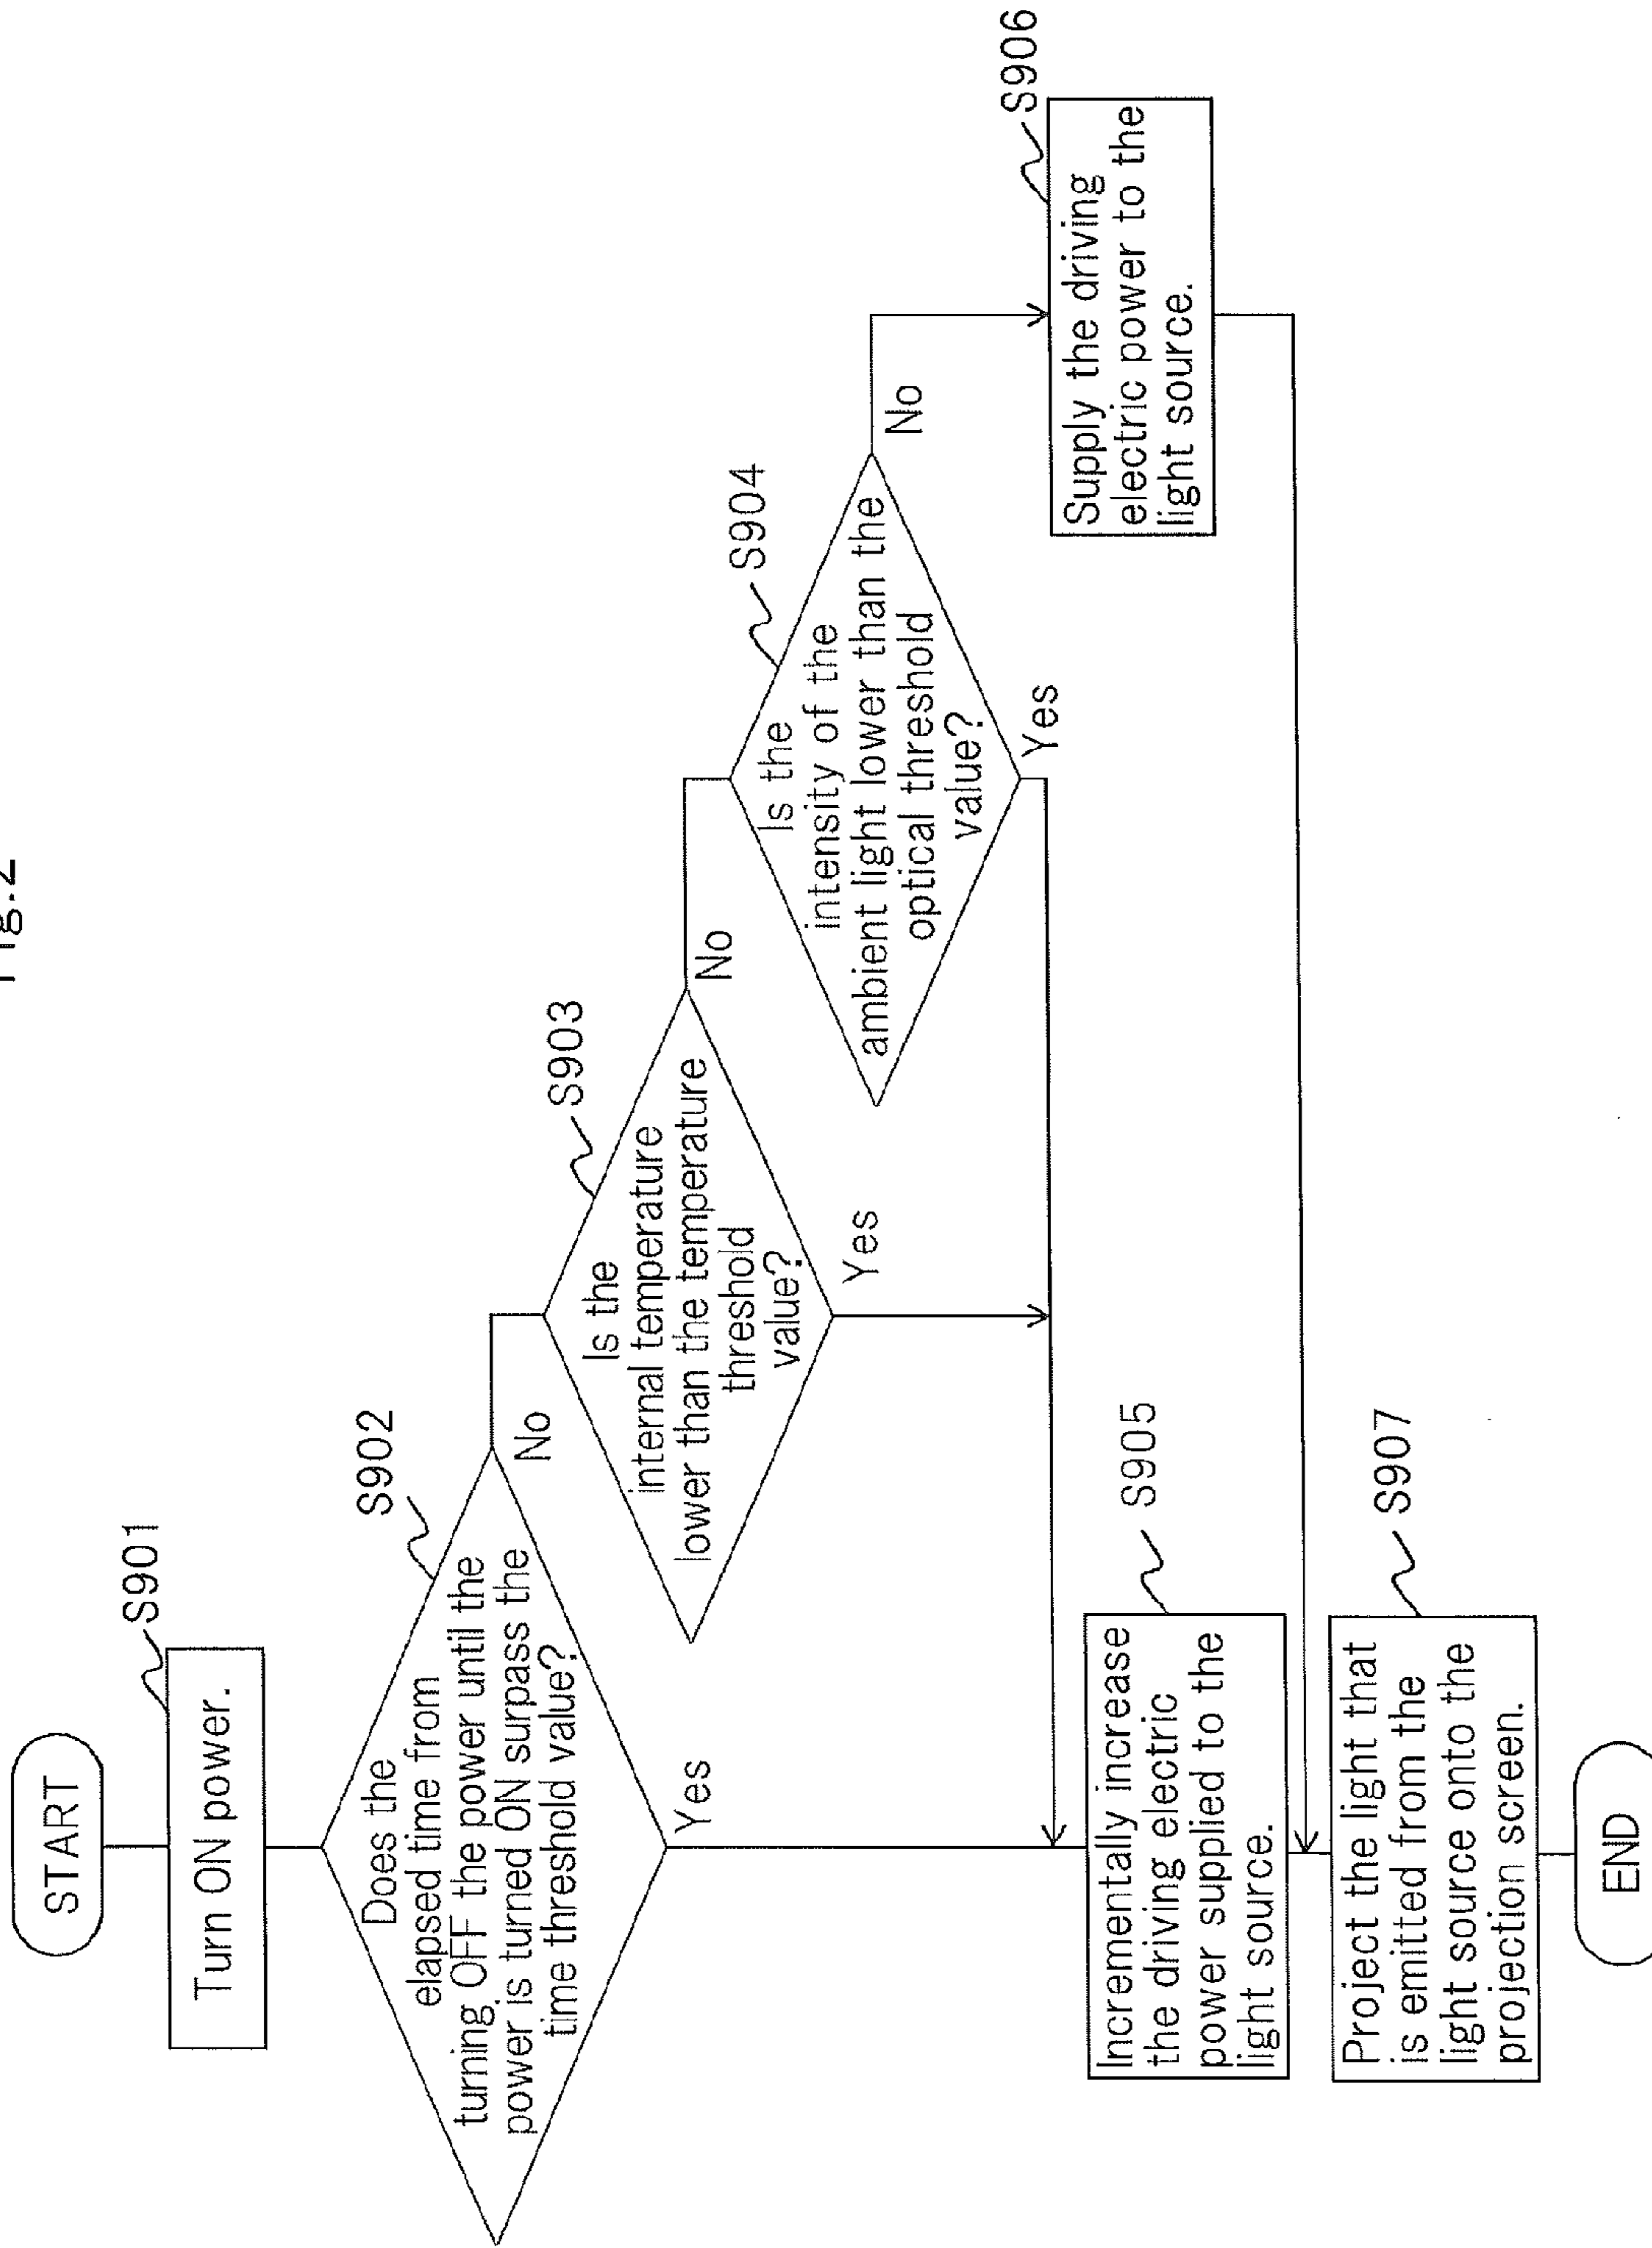 Fig.2
START
S901
Turn ON power.
S902
Does the
elapsed time from
turning OFF the power until the
power is turned ON surpass the
time threshold value?
No
Yes
S903
Is the
internal temperature
lower than the temperature
threshold
value?
No
Yes
S904
Is the
intensity of the
ambient light lower than the
optical threshold
value?
No
Yes
S905
Incrementally increase
the driving electric
power supplied to the
light source.
S906
Supply the driving
electric power to the
light source.
S907
Project the light that
is emitted from the
light source onto the
projection screen.
END